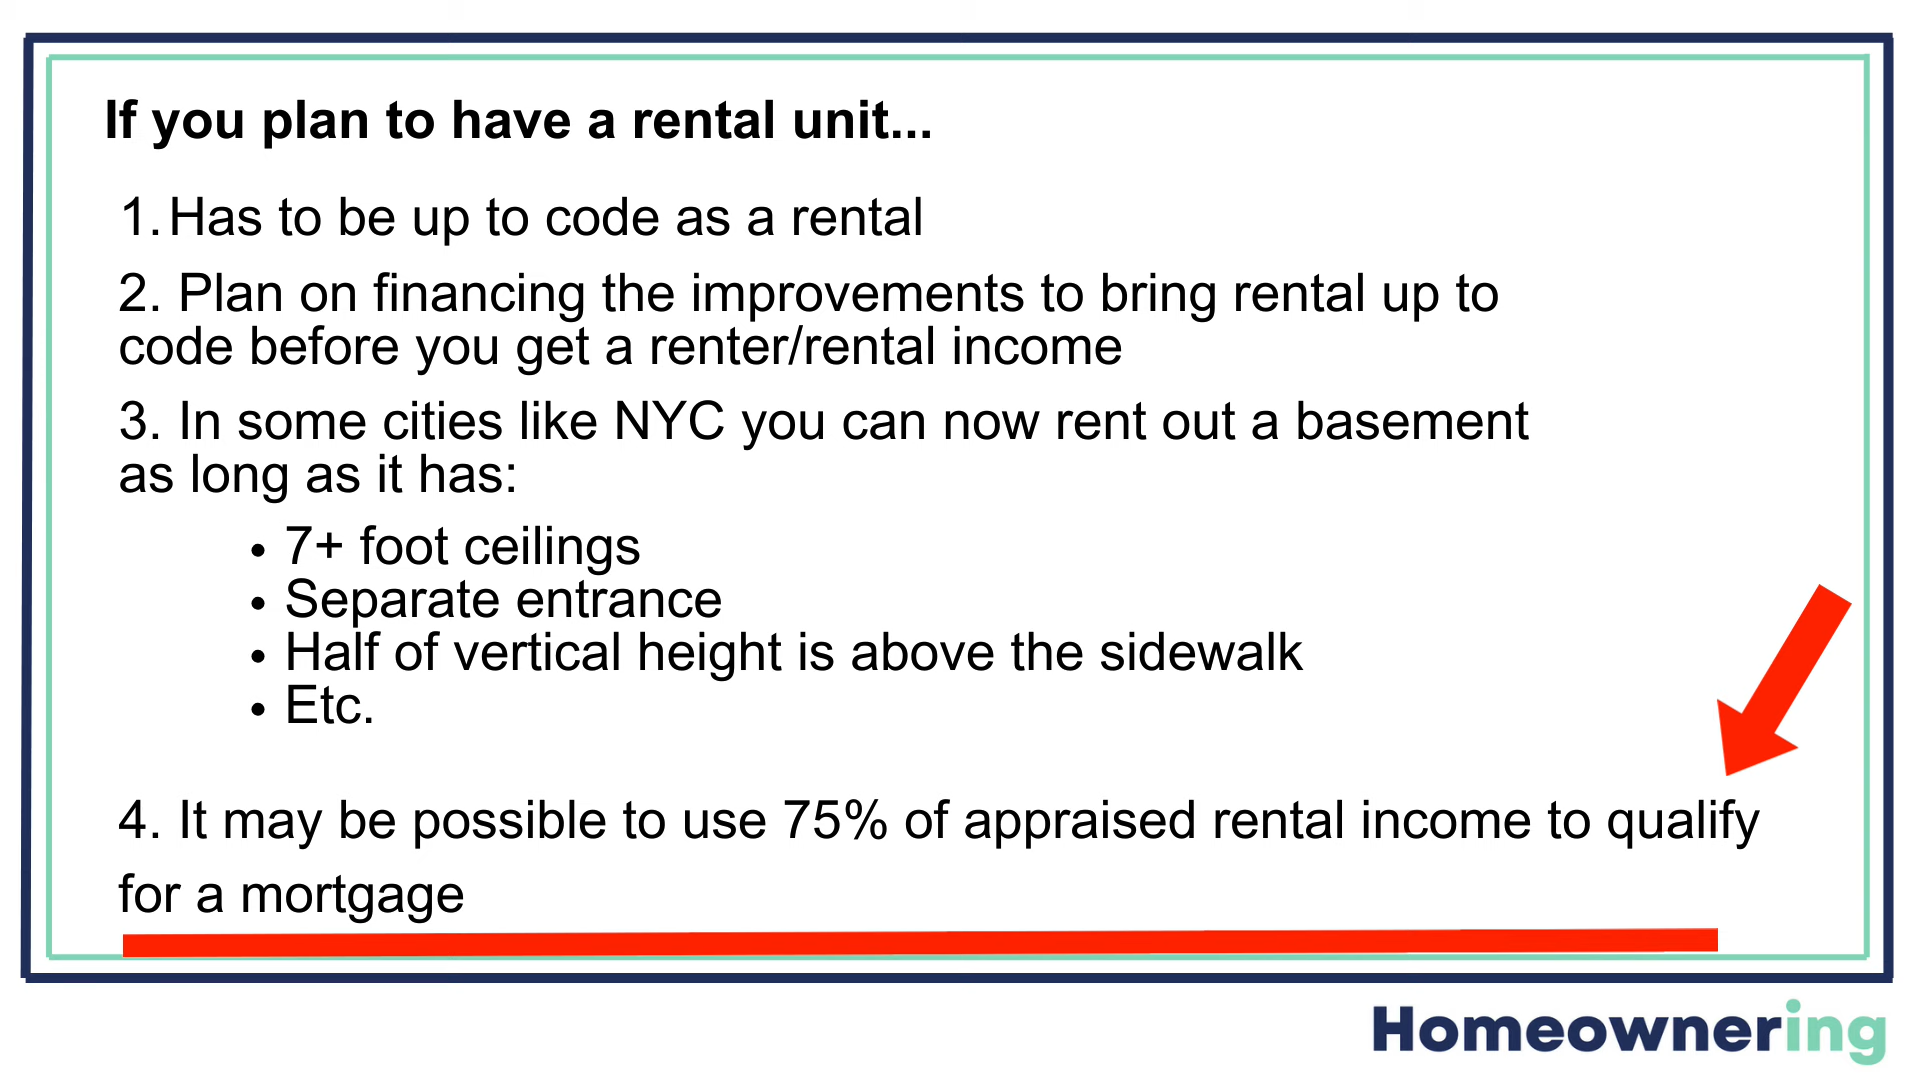 If you plan to have a rental unit...
1. Has to be up to code as a rental
2. Plan on financing the improvements to bring rental up to
code before you get a renter/rental income
3. In some cities like NYC you can now rent out a basement
as long as it has:
• 7+ foot ceilings
• Separate entrance
• Half of vertical height is above the sidewalk
• Etc.
4. It may be possible to use 75% of appraised rental income to qualify
for a mortgage
Homeownering